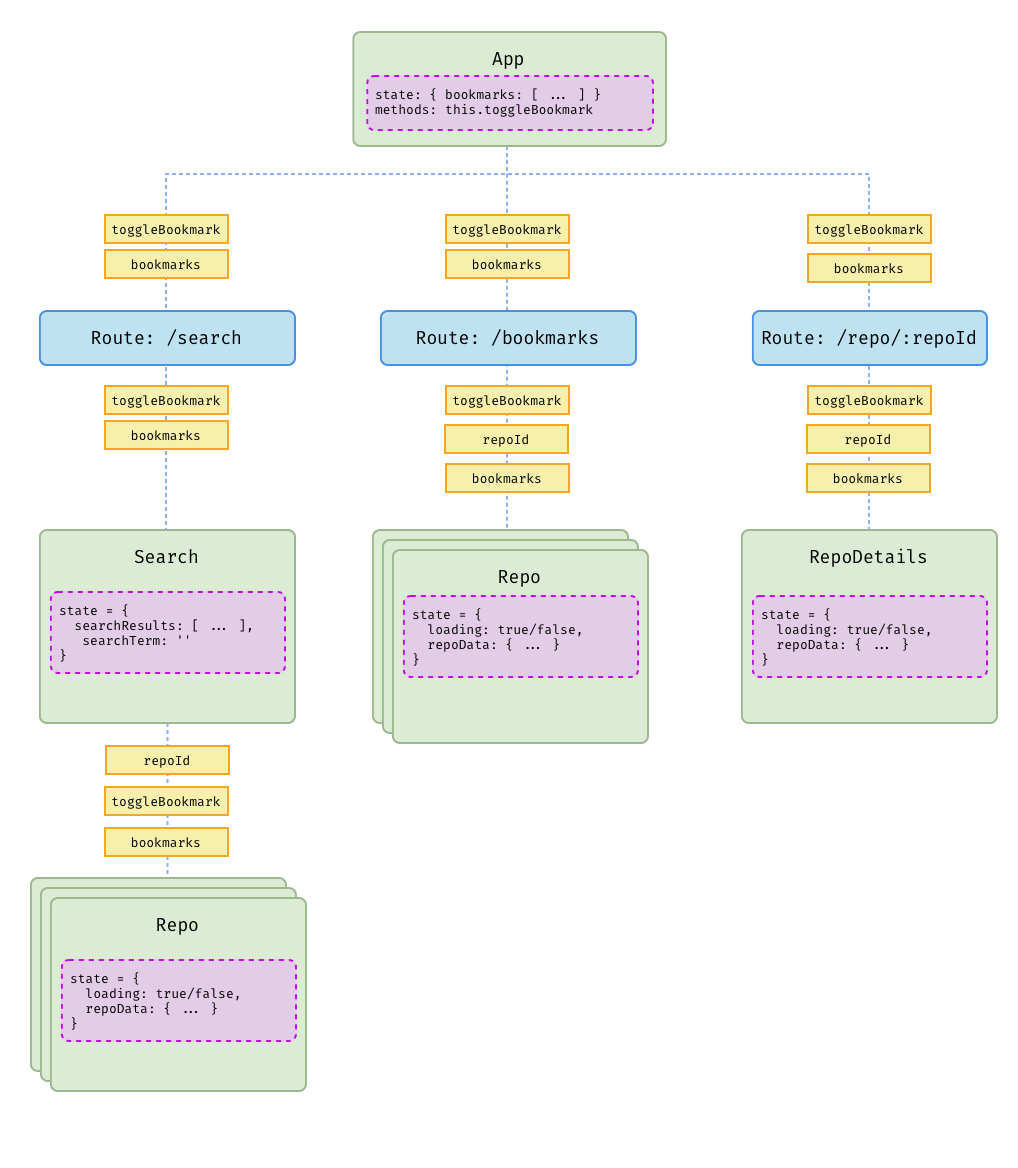 App
state: { bookmarks: [ ... ] }
methods: this.toggleBookmark
toggleBookmark
bookmarks
toggleBookmark
bookmarks
toggleBookmark
bookmarks
Route: /search
Route: /bookmarks
Route: /repo/:repoId
toggleBookmark
bookmarks
toggleBookmark
repoId
bookmarks
toggleBookmark
repoId
bookmarks
Search
state = {
searchResults: [ ... ],
searchTerm: ''
}
Repo
state = {
loading: true/false,
repoData: { ... }
}
RepoDetails
state = {
loading: true/false,
repoData: { ... }
}
repoId
toggleBookmark
bookmarks
Repo
state = {
loading: true/false,
repoData: { ... }
}